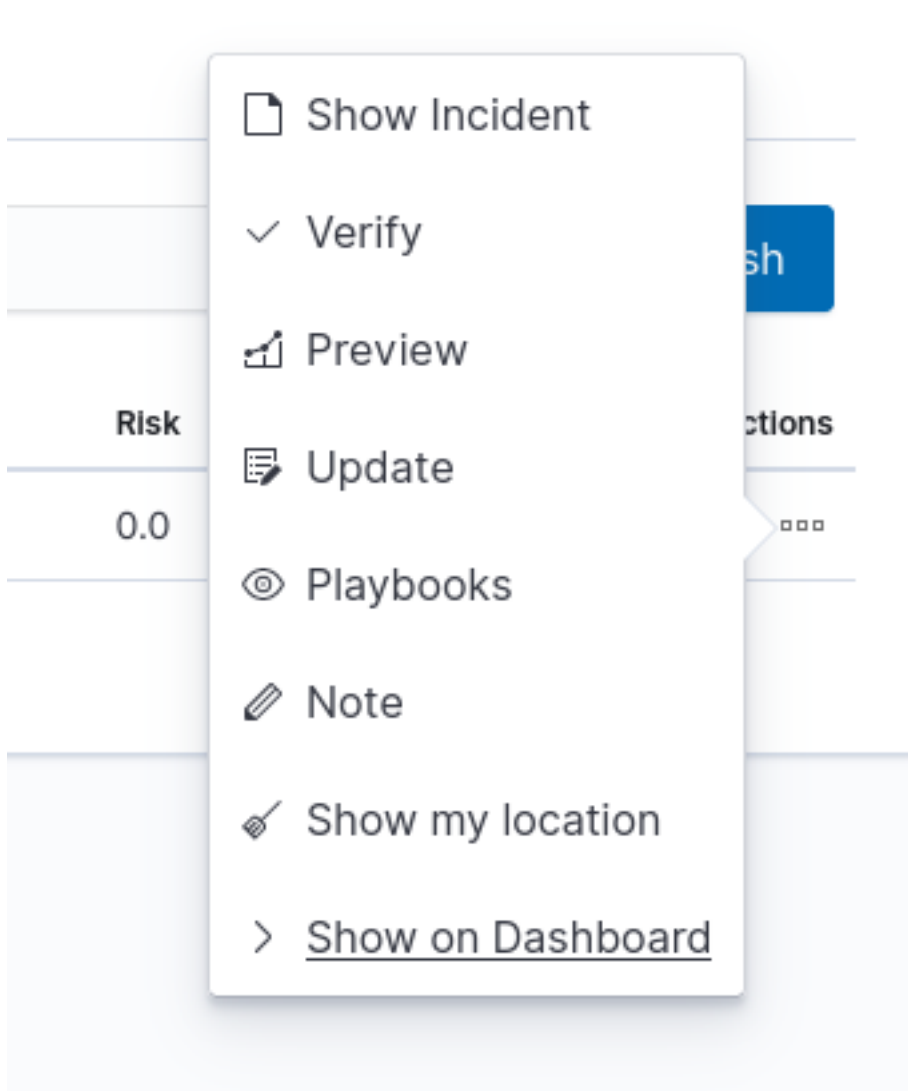 Show Incident
Verify
sh
Preview
Risk
ctions
Update
0.0
Playbooks
Note
Show my location
Show on Dashboard